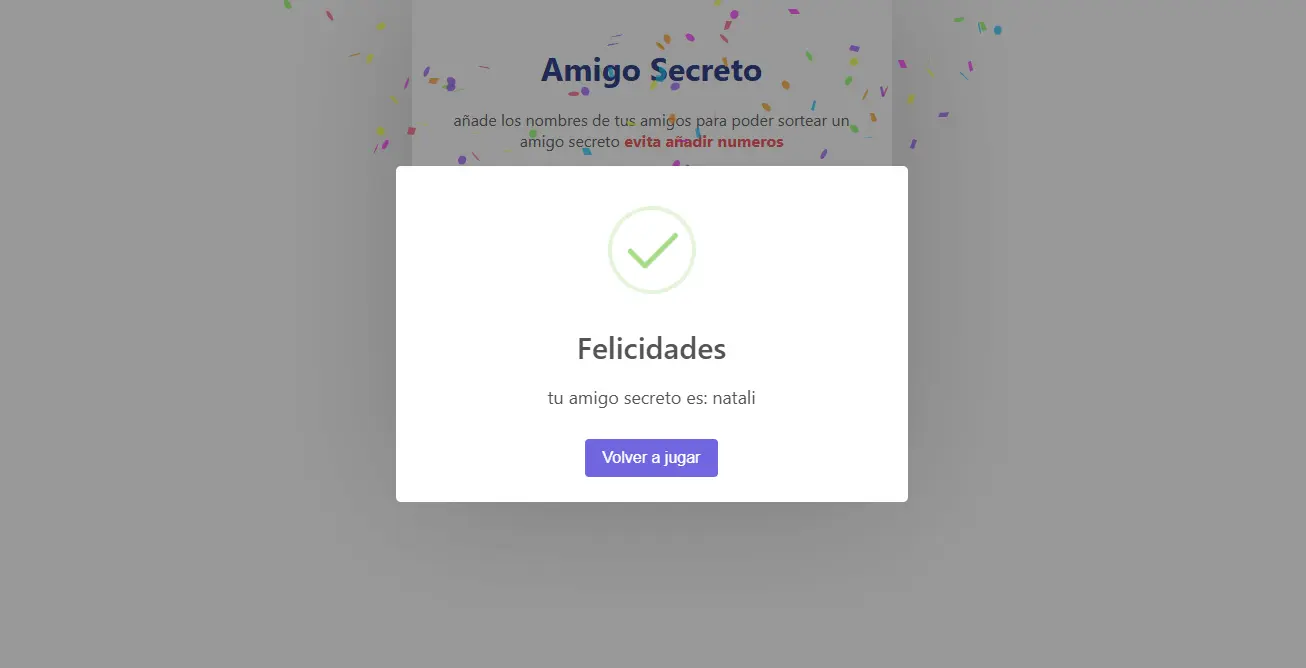 Amigo Secreto
añade los nombres de tus amigos para poder sortear un
amigo secreto evita añadir numeros
Felicidades
tu amigo secreto es: natali
Volver a jugar